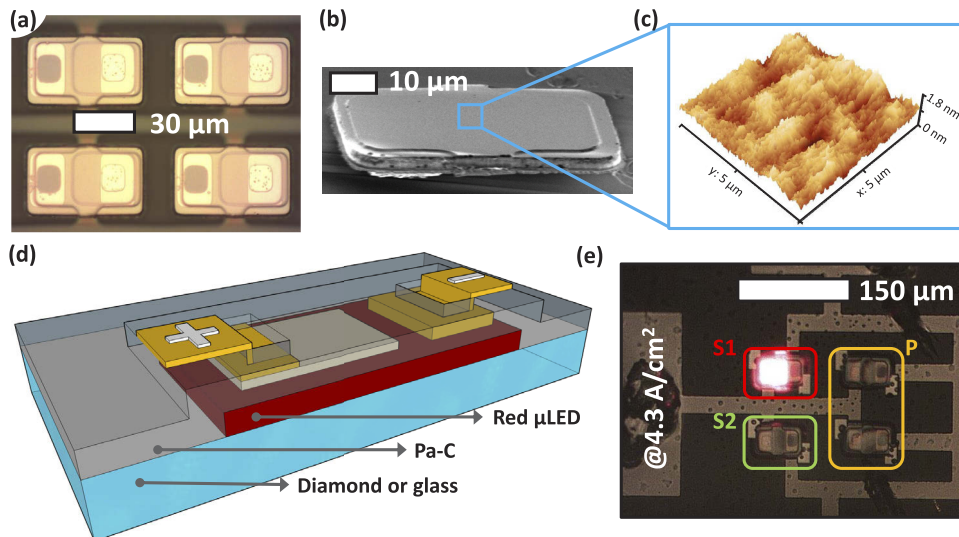 (a)
30 µm
(b)
10 µm
(c)
1.8 nm
0 nm
y: 5 µm
x: 5 µm
(d)
Red µLED
Pa-C
Diamond or glass
(e)
150 µm
@4.3 A/cm²
S1
P
S2